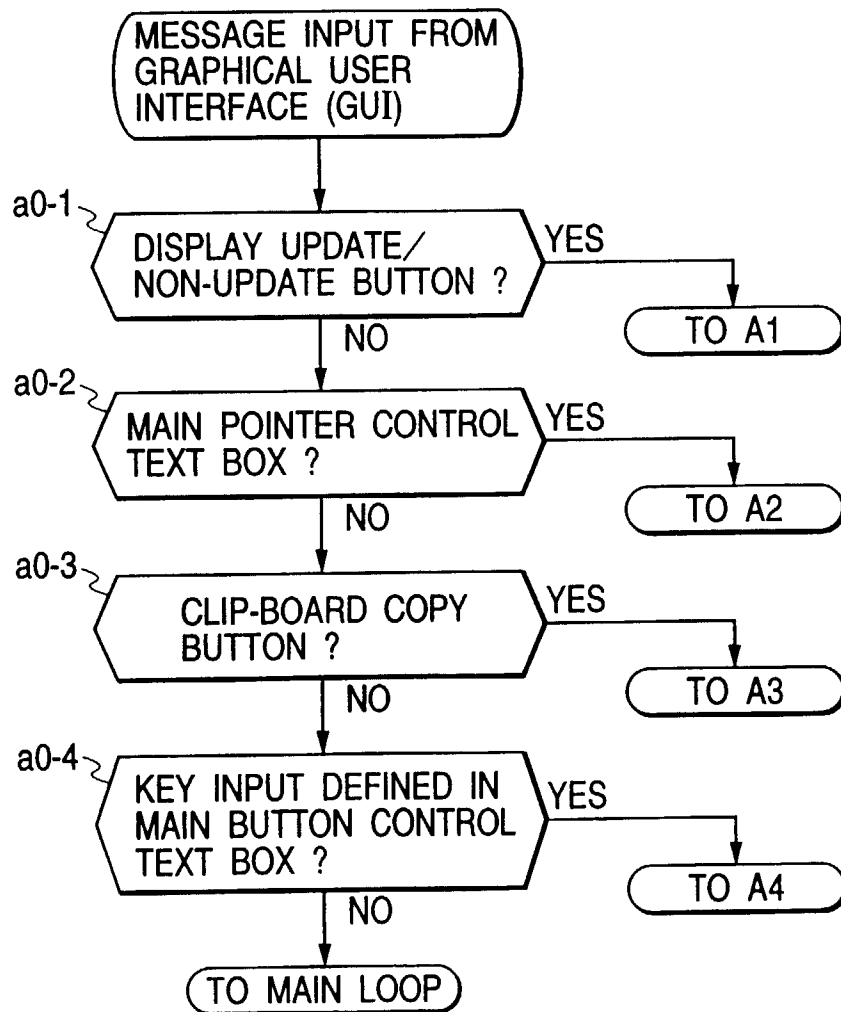 MESSAGE INPUT FROM
GRAPHICAL USER
INTERFACE (GUI)
a0-1
DISPLAY UPDATE/
NON-UPDATE BUTTON ?
YES
TO A1
NO
a0-2
MAIN POINTER CONTROL
TEXT BOX ?
YES
TO A2
NO
a0-3
CLIP-BOARD COPY
BUTTON ?
YES
TO A3
NO
a0-4
KEY INPUT DEFINED IN
MAIN BUTTON CONTROL
TEXT BOX ?
YES
TO A4
NO
TO MAIN LOOP